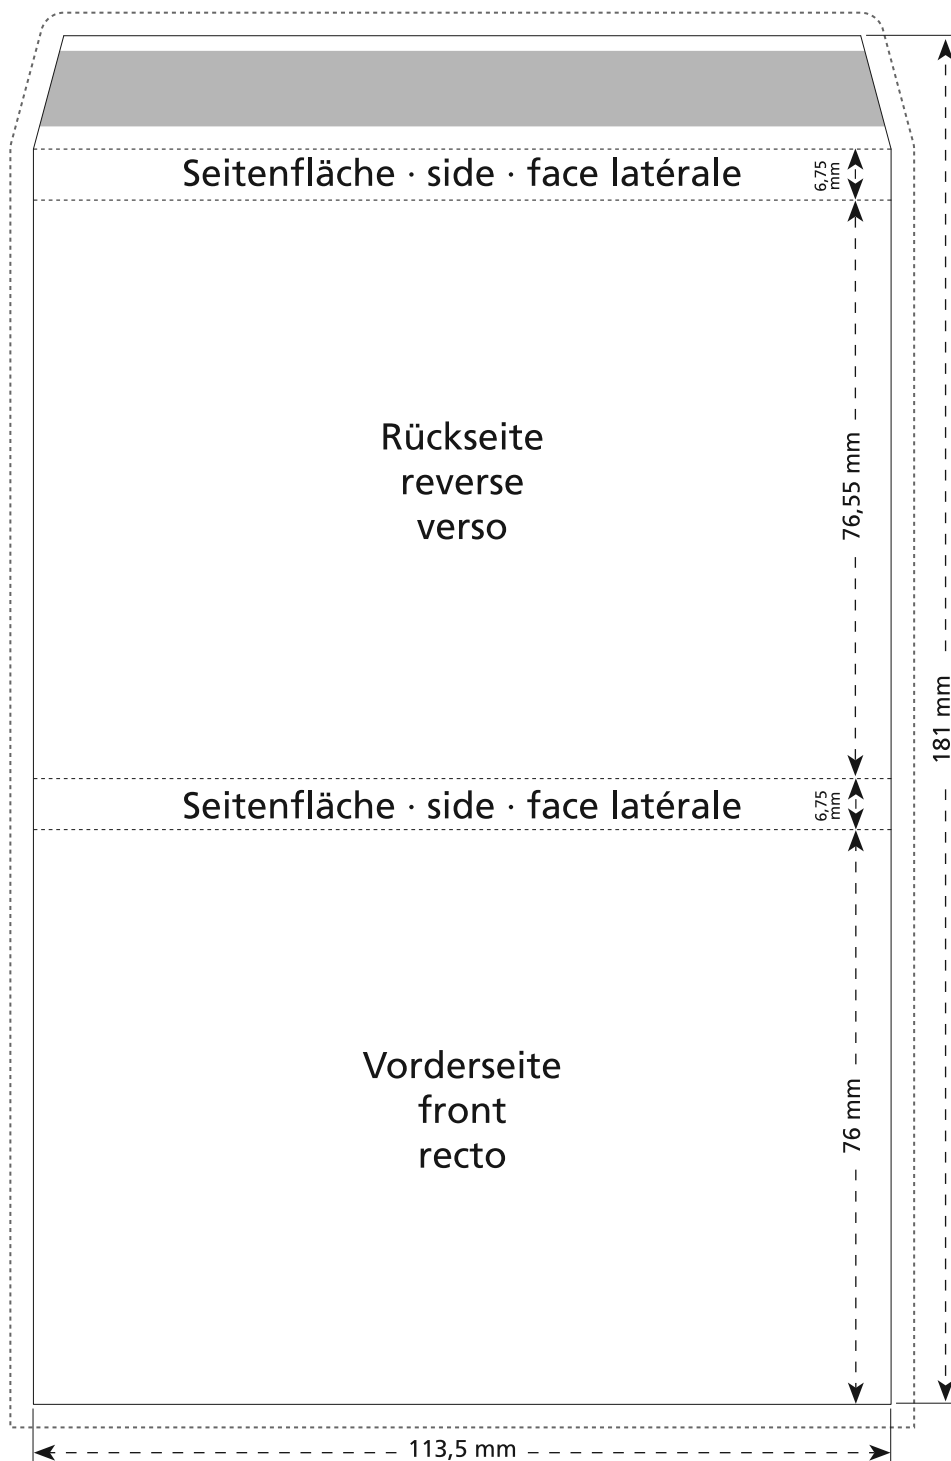 Seitenfläche · side · face latérale
6,75
mm
Rückseite
reverse
verso
76,55 mm
181 mm
Seitenfläche · side · face latérale
6,75
mm
Vorderseite
front
recto
76 mm
113,5 mm